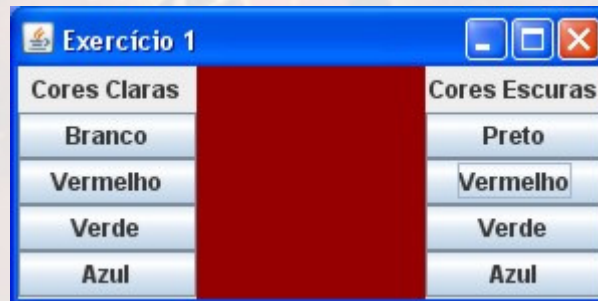 Exercício 1
Cores Claras
Branco
Vermelho
Verde
Azul
Cores Escuras
Preto
Vermelho
Verde
Azul